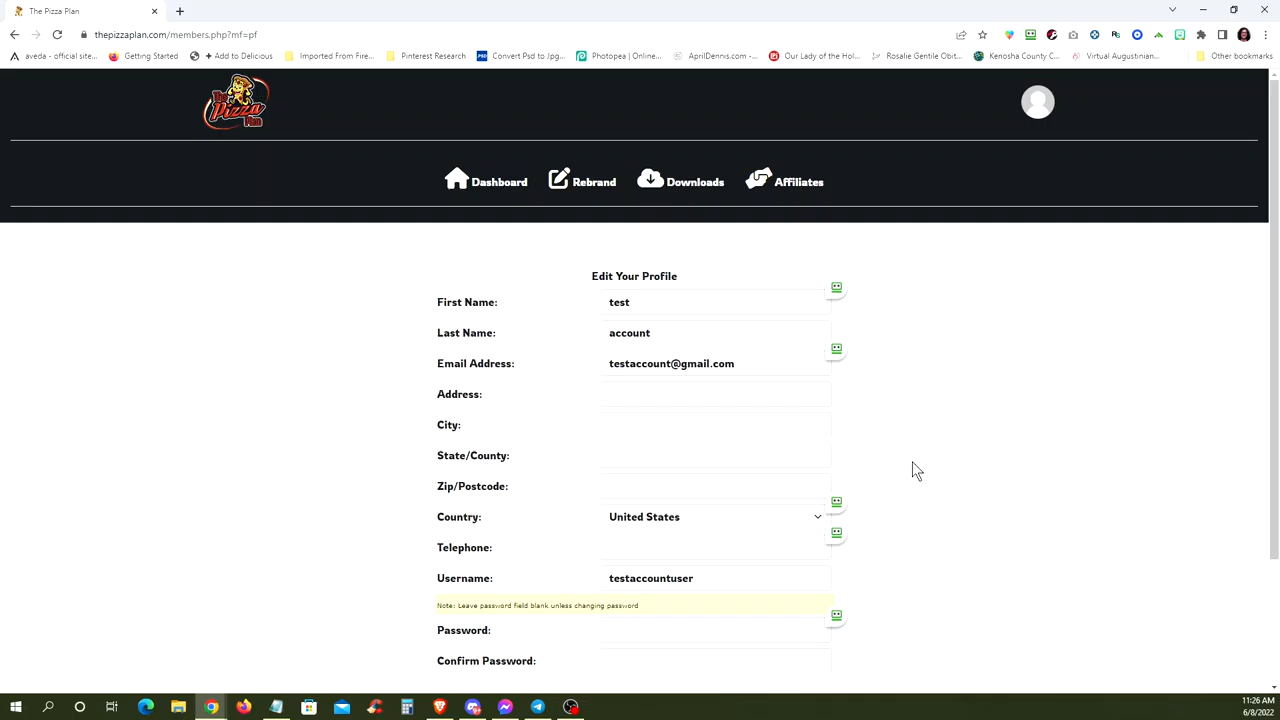 The Pizza Plan
thepizzaplan.com/members.php?mf=pf
aveda - official site...
Getting Started
+ Add to Delicious
Imported From Fire...
Pinterest Research
Convert Psd to Jpg...
Photopea | Online...
AprilDennis.com -...
Our Lady of the Hol...
Rosalie Gentile Obit...
Kenosha County C...
Virtual Augustinian...
Other bookmarks
The Pizza Plan
Dashboard
Rebrand
Downloads
Affiliates
Edit Your Profile
First Name: test
Last Name: account
Email Address: testaccount@gmail.com
Address:
City:
State/County:
Zip/Postcode:
Country: United States
Telephone:
Username: testaccountuser
Note: Leave password field blank unless changing password
Password:
Confirm Password:
11:26 AM
6/8/2022